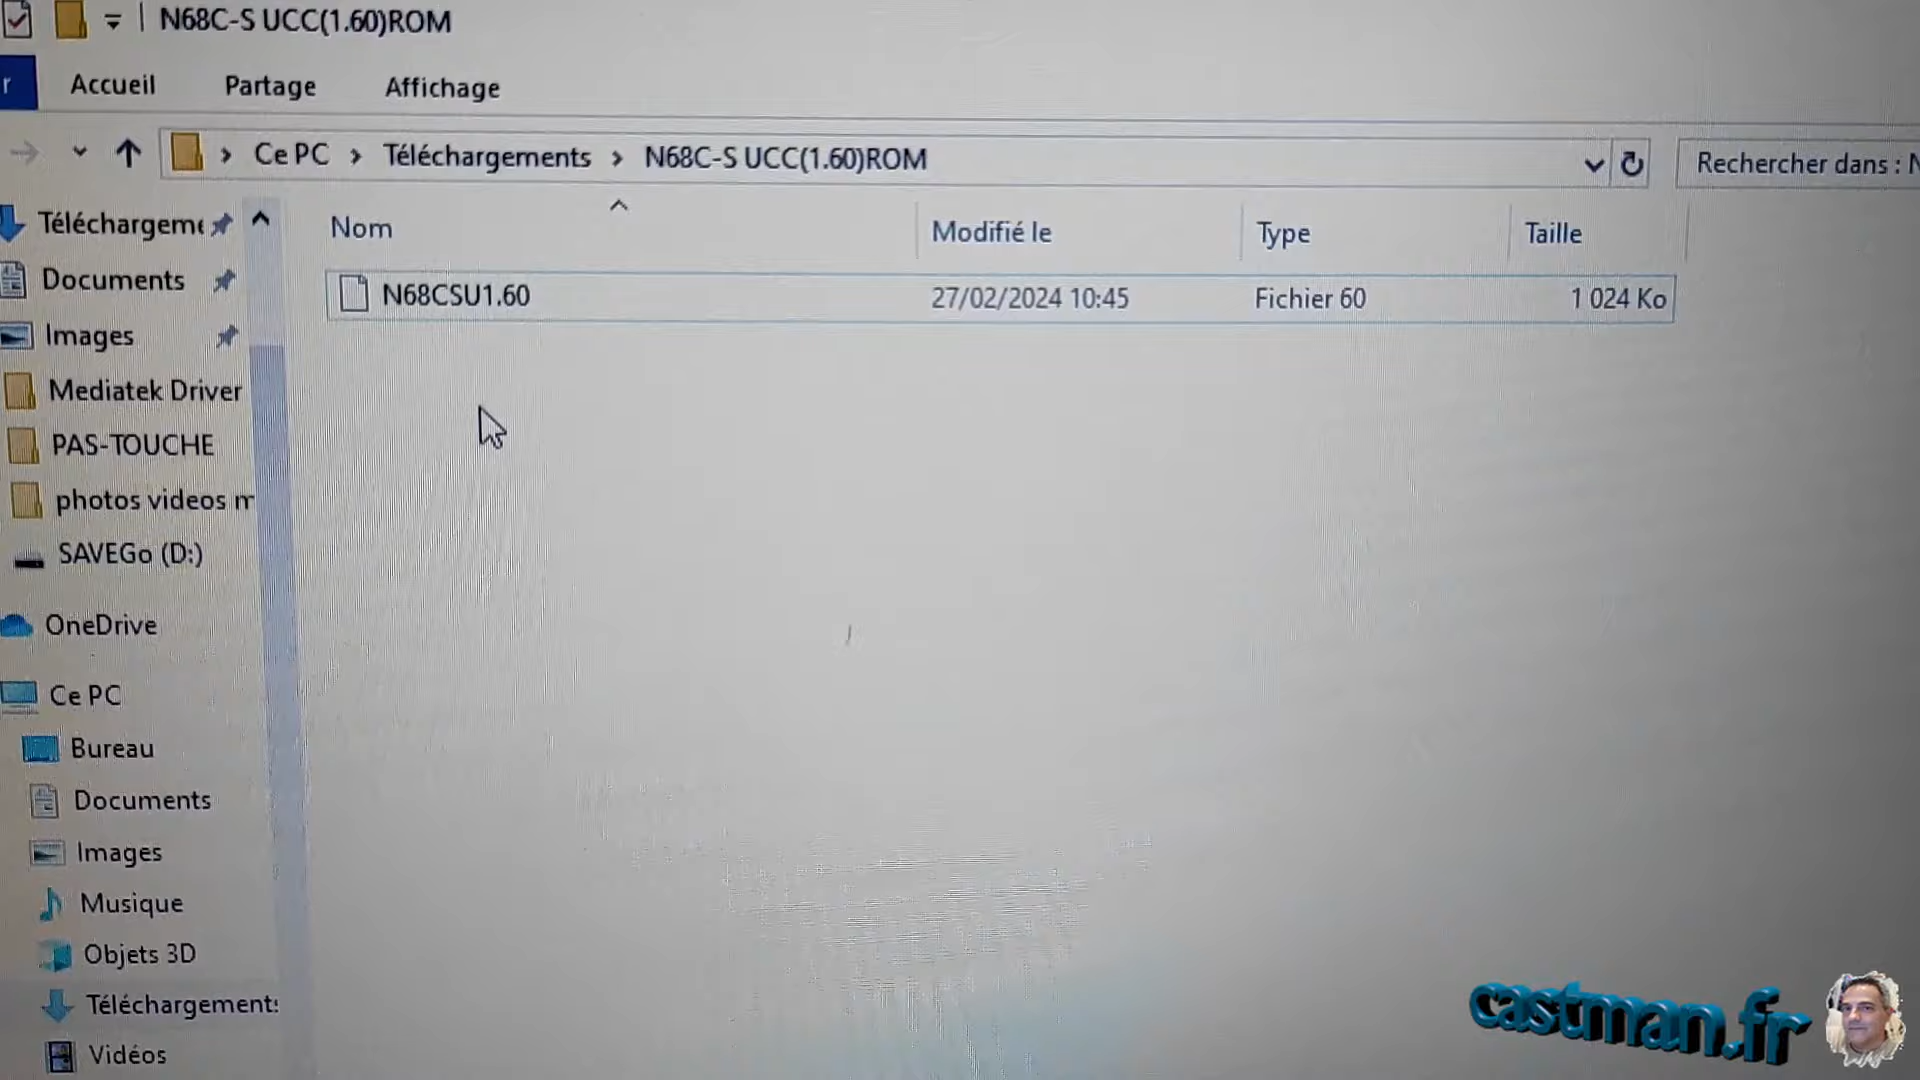 N68C-S UCC(1.60)ROM
r Accueil Partage Affichage
Ce PC Téléchargements N68C-S UCC(1.60)ROM Rechercher dans : N
Nom Modifié le Type Taille
N68CSU1.60 27/02/2024 10:45 Fichier 60 1 024 Ko
Téléchargeme
Documents
Images
Mediatek Driver
PAS-TOUCHE
photos videos m
SAVEGo (D:)
OneDrive
Ce PC
Bureau
Documents
Images
Musique
Objets 3D
Téléchargements
Vidéos
castman.fr